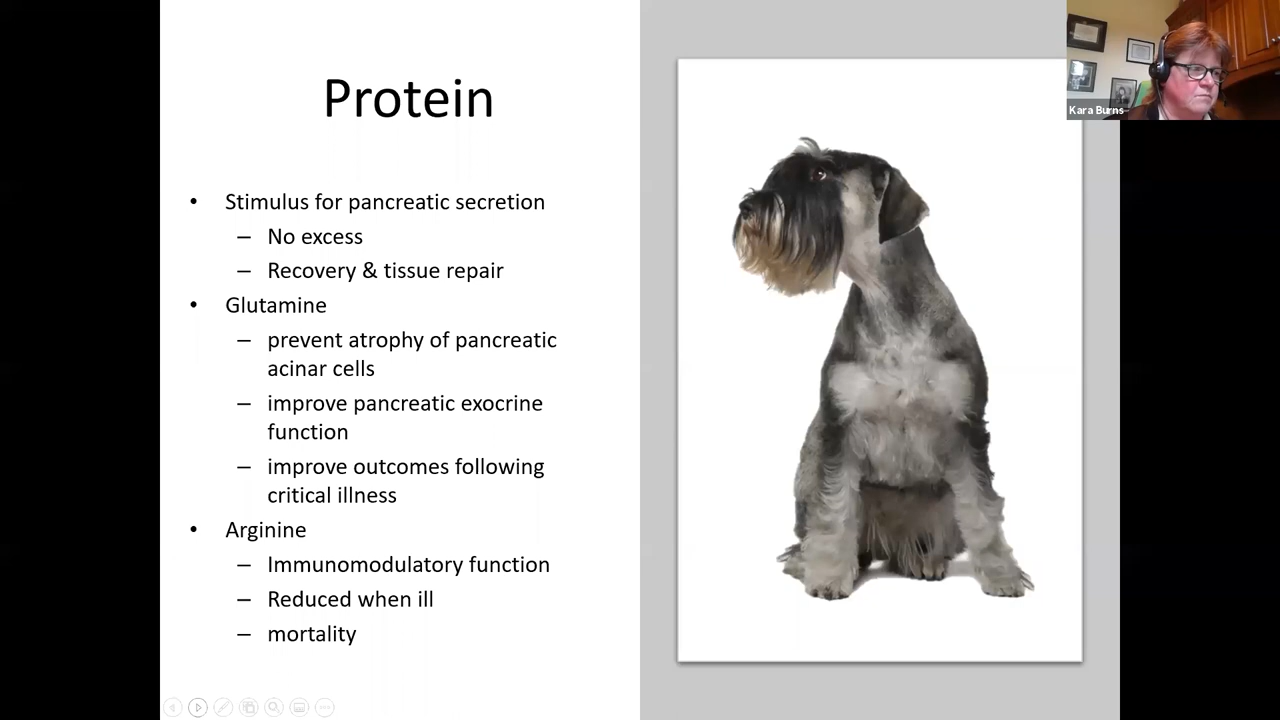 Protein
• Stimulus for pancreatic secretion
– No excess
– Recovery & tissue repair
• Glutamine
– prevent atrophy of pancreatic
acinar cells
– improve pancreatic exocrine
function
– improve outcomes following
critical illness
• Arginine
– Immunomodulatory function
– Reduced when ill
– mortality
Kara Burns